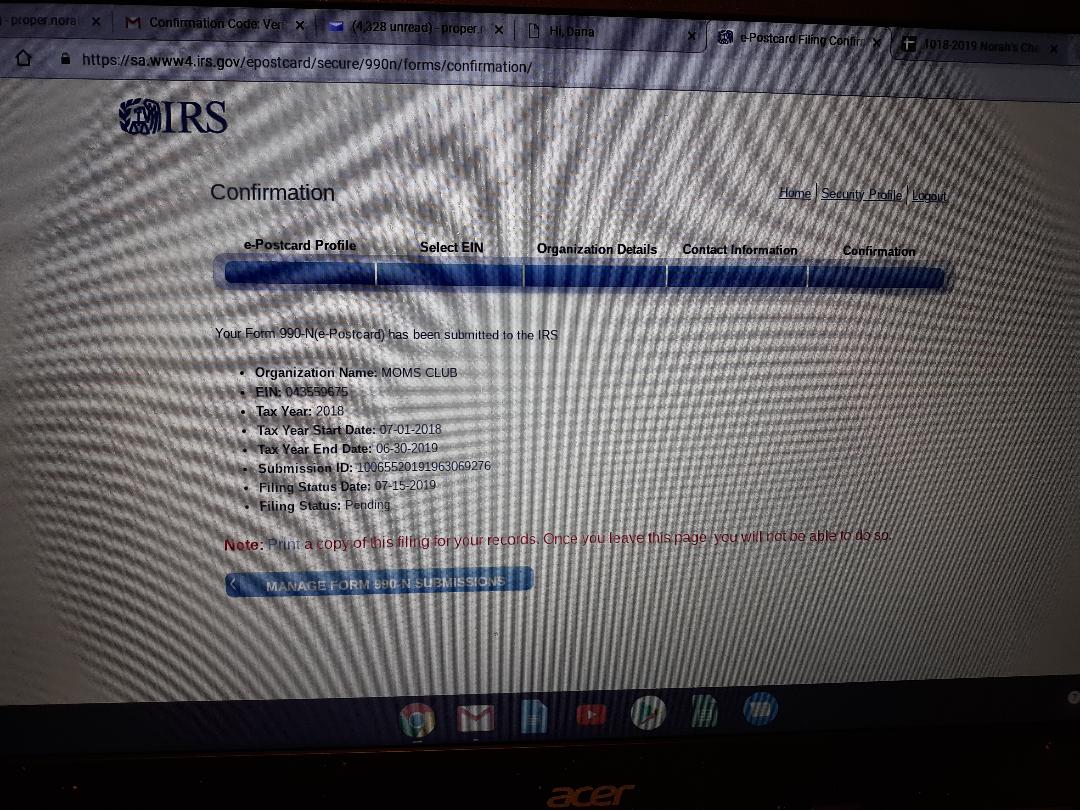 - proper.nora
Confirmation Code: Ver
(4,328 unread) - proper.n
Hi, Dana
e-Postcard Filing Confirm
1018-2019 Norah's Che
https://sa.www4.irs.gov/epostcard/secure/990n/forms/confirmation/
IRS
Confirmation
Home | Security Profile | Logout
e-Postcard Profile Select EIN Organization Details Contact Information Confirmation
Your Form 990-N(e-Postcard) has been submitted to the IRS
• Organization Name: MOMS CLUB
• EIN: 043559675
• Tax Year: 2018
• Tax Year Start Date: 07-01-2018
• Tax Year End Date: 06-30-2019
• Submission ID: 10065520191963069276
• Filing Status Date: 07-15-2019
• Filing Status: Pending
Note: Print a copy of this filing for your records. Once you leave this page, you will not be able to do so.
MANAGE FORM 990-N SUBMISSIONS
acer